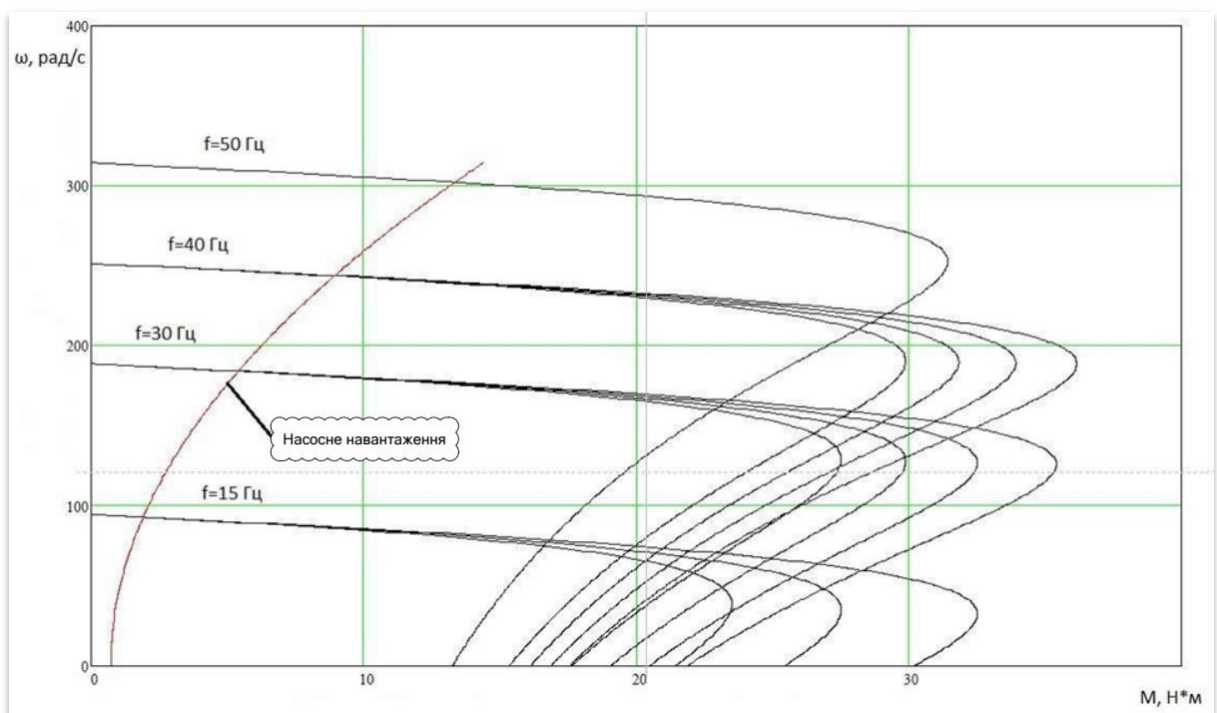 400
ω, рад/с
f=50 Гц
300
f=40 Гц
f=30 Гц
200
Насосне навантаження
f=15 Гц
100
0
0 10 20 30
М, Н*м